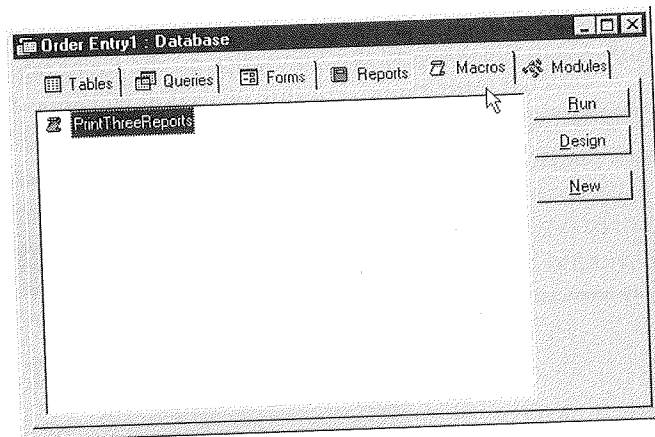 Order Entry1 : Database
Tables Queries Forms Reports Macros Modules
PrintThreeReports
Run
Design
New